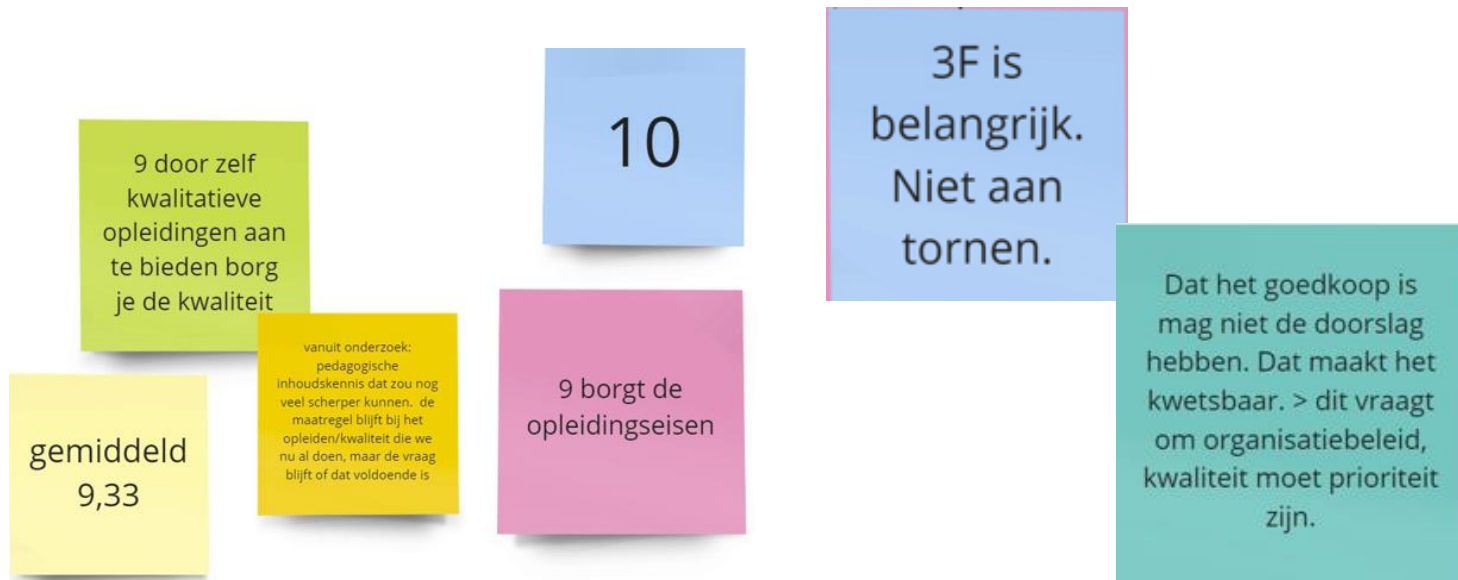 9 door zelf
kwalitatieve
opleidingen aan
te bieden borg
je de kwaliteit
gemiddeld
9,33
vanuit onderzoek:
pedagogische
inhoudskennis dat zou nog
veel scherper kunnen. de
maatregel blijft bij het
opleiden/kwaliteit die we
nu al doen, maar de vraag
blijft of dat voldoende is
10
9 borgt de
opleidingseisen
3F is
belangrijk.
Niet aan
tornen.
Dat het goedkoop is
mag niet de doorslag
hebben. Dat maakt het
kwetsbaar. > dit vraagt
om organisatiebeleid,
kwaliteit moet prioriteit
zijn.